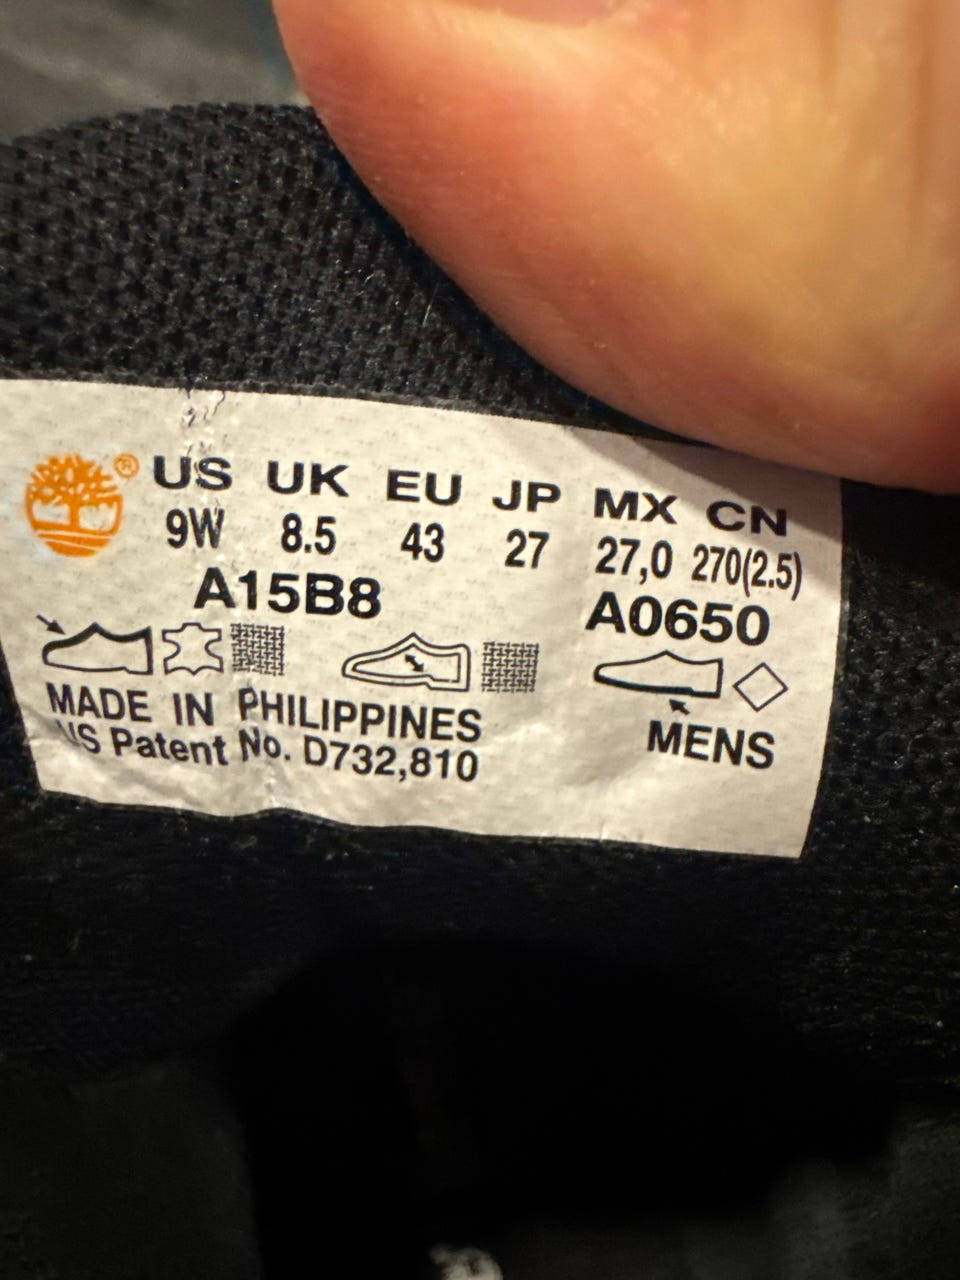 ® US UK EU JP MX CN
9W 8.5 43 27 27,0 270(2.5)
A15B8 A0650
MADE IN PHILIPPINES
US Patent No. D732,810
MENS